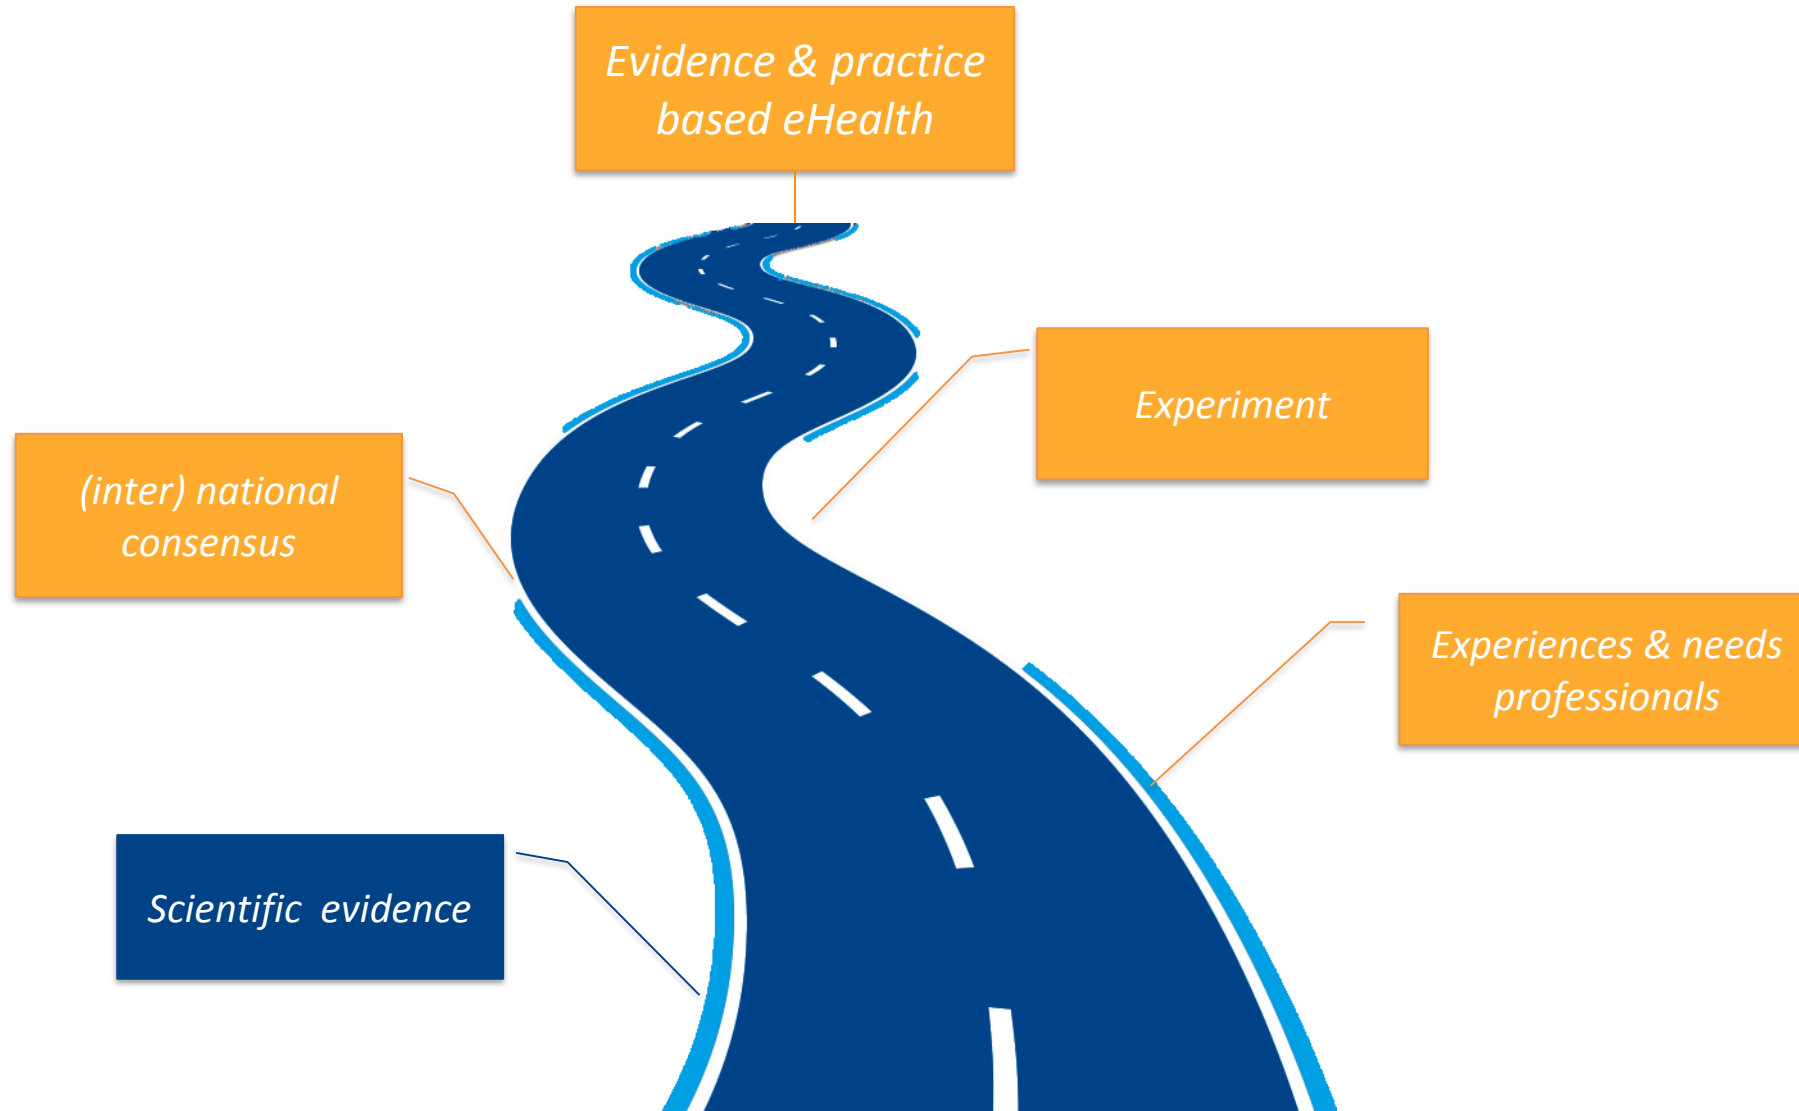 Evidence & practice
based eHealth
Experiment
(inter) national
consensus
Experiences & needs
professionals
Scientific  evidence